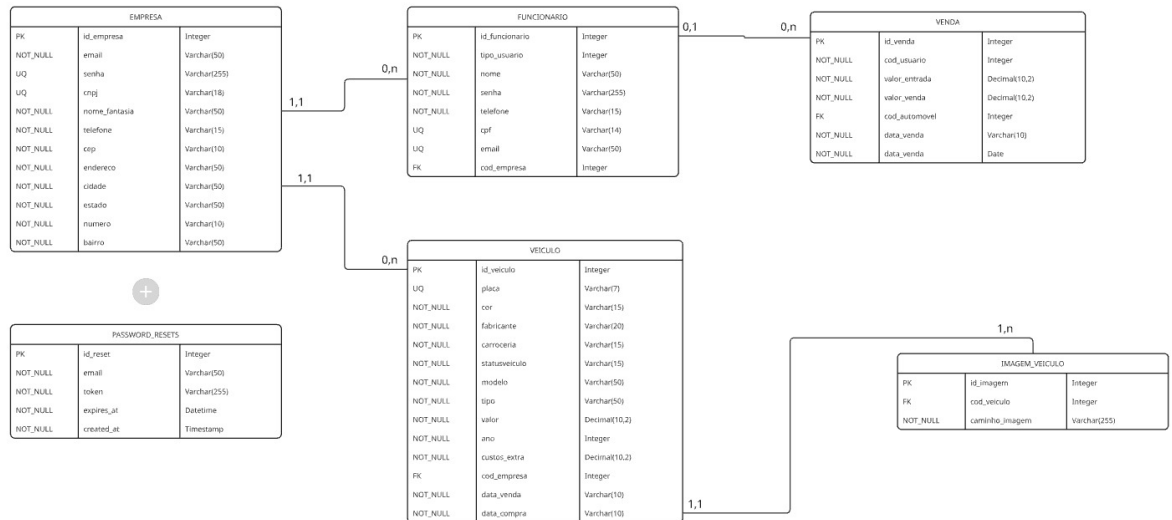 EMPRESA
PK id_empresa Integer
NOT_NULL email Varchar(50)
UQ senha Varchar(255)
UQ cnpj Varchar(18)
NOT_NULL nome_fantasia Varchar(50)
NOT_NULL telefone Varchar(15)
NOT_NULL cep Varchar(10)
NOT_NULL endereco Varchar(50)
NOT_NULL cidade Varchar(50)
NOT_NULL estado Varchar(50)
NOT_NULL numero Varchar(10)
NOT_NULL bairro Varchar(50)
1,1
0,n
1,1
0,n
FUNCIONARIO
PK id_funcionario Integer
NOT_NULL tipo_usuario Integer
NOT_NULL nome Varchar(50)
NOT_NULL senha Varchar(255)
NOT_NULL telefone Varchar(15)
UQ cpf Varchar(14)
UQ email Varchar(50)
FK cod_empresa Integer
0,1
0,n
VENDA
PK id_venda Integer
NOT_NULL cod_usuario Integer
NOT_NULL valor_entrada Decimal(10,2)
NOT_NULL valor_venda Decimal(10,2)
FK cod_automovel Integer
NOT_NULL data_venda Varchar(10)
NOT_NULL data_venda Date
PASSWORD_RESETS
PK id_reset Integer
NOT_NULL email Varchar(50)
NOT_NULL token Varchar(255)
NOT_NULL expires_at Datetime
NOT_NULL created_at Timestamp
VEICULO
PK id_veiculo Integer
UQ placa Varchar(7)
NOT_NULL cor Varchar(15)
NOT_NULL fabricante Varchar(20)
NOT_NULL carroceria Varchar(15)
NOT_NULL statusveiculo Varchar(15)
NOT_NULL modelo Varchar(50)
NOT_NULL tipo Varchar(50)
NOT_NULL valor Decimal(10,2)
NOT_NULL ano Integer
NOT_NULL custos_extra Decimal(10,2)
FK cod_empresa Integer
NOT_NULL data_venda Varchar(10)
NOT_NULL data_compra Varchar(10)
1,1
1,n
IMAGEM_VEICULO
PK id_imagem Integer
FK cod_veiculo Integer
NOT_NULL caminho_imagem Varchar(255)